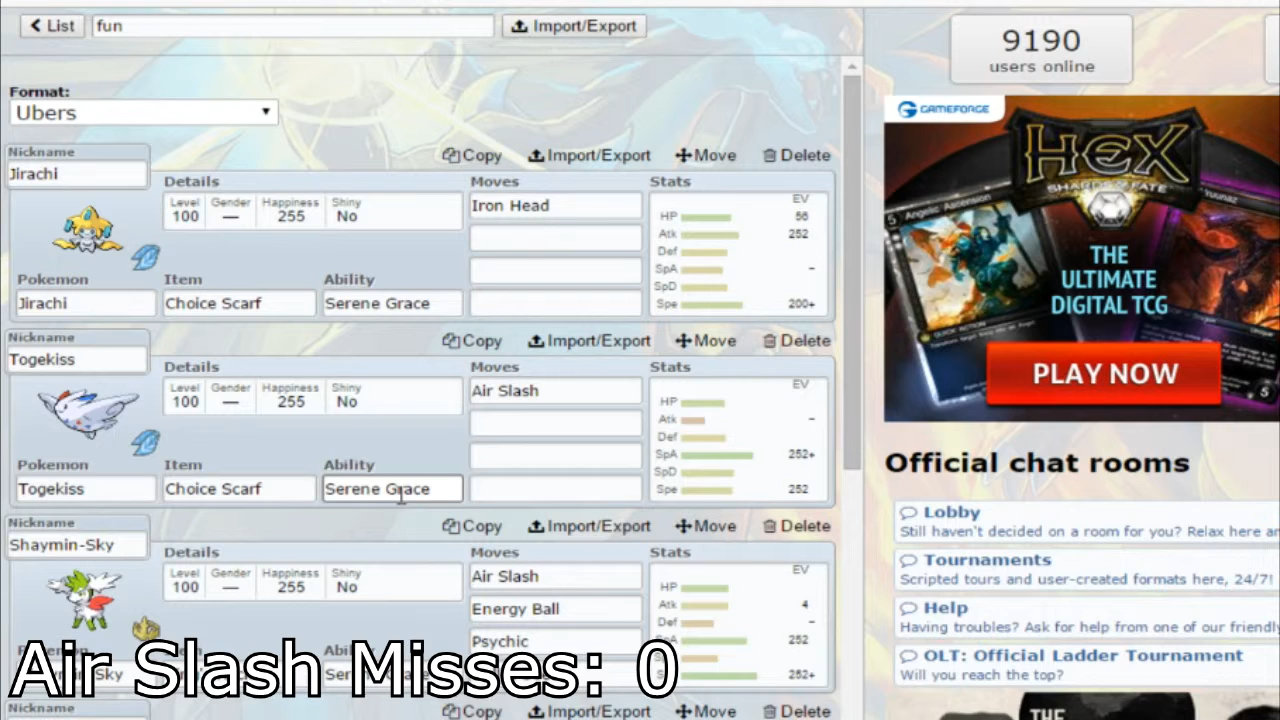 List
fun
Import/Export
9190
users online
Format:
Ubers
Nickname
Jirachi
Copy Import/Export Move Delete
Details
Level 100
Gender —
Happiness 255
Shiny No
Moves
Iron Head
Stats
EV
HP 56
Atk 252
Def
SpA –
SpD
Spe 200+
Pokemon Item Ability
Jirachi Choice Scarf Serene Grace
Nickname
Togekiss
Copy Import/Export Move Delete
Details
Level 100
Gender —
Happiness 255
Shiny No
Moves
Air Slash
Stats
EV
HP
Atk –
Def
SpA 252+
SpD
Spe 252
Pokemon Item Ability
Togekiss Choice Scarf Serene Grace
Nickname
Shaymin-Sky
Copy Import/Export Move Delete
Details
Level 100
Gender —
Happiness 255
Shiny No
Moves
Air Slash
Energy Ball
Psychic
Stats
EV
HP
Atk 4
Def –
SpA 252
252+
Air Slash Misses: 0
Nickname
Copy Import/Export Move Delete
GAMEFORGE
HEX
SHARDS OF FATE
5 Angelic Ascension
QUICK ACTION
THE
ULTIMATE
DIGITAL TCG
PLAY NOW
5
Official chat rooms
Lobby
Still haven't decided on a room for you? Relax here
Tournaments
Scripted tours and user-created formats here, 24/7!
Help
Having troubles? Ask for help from one of our friendly
OLT: Official Ladder Tournament
Will you reach the top?
THE